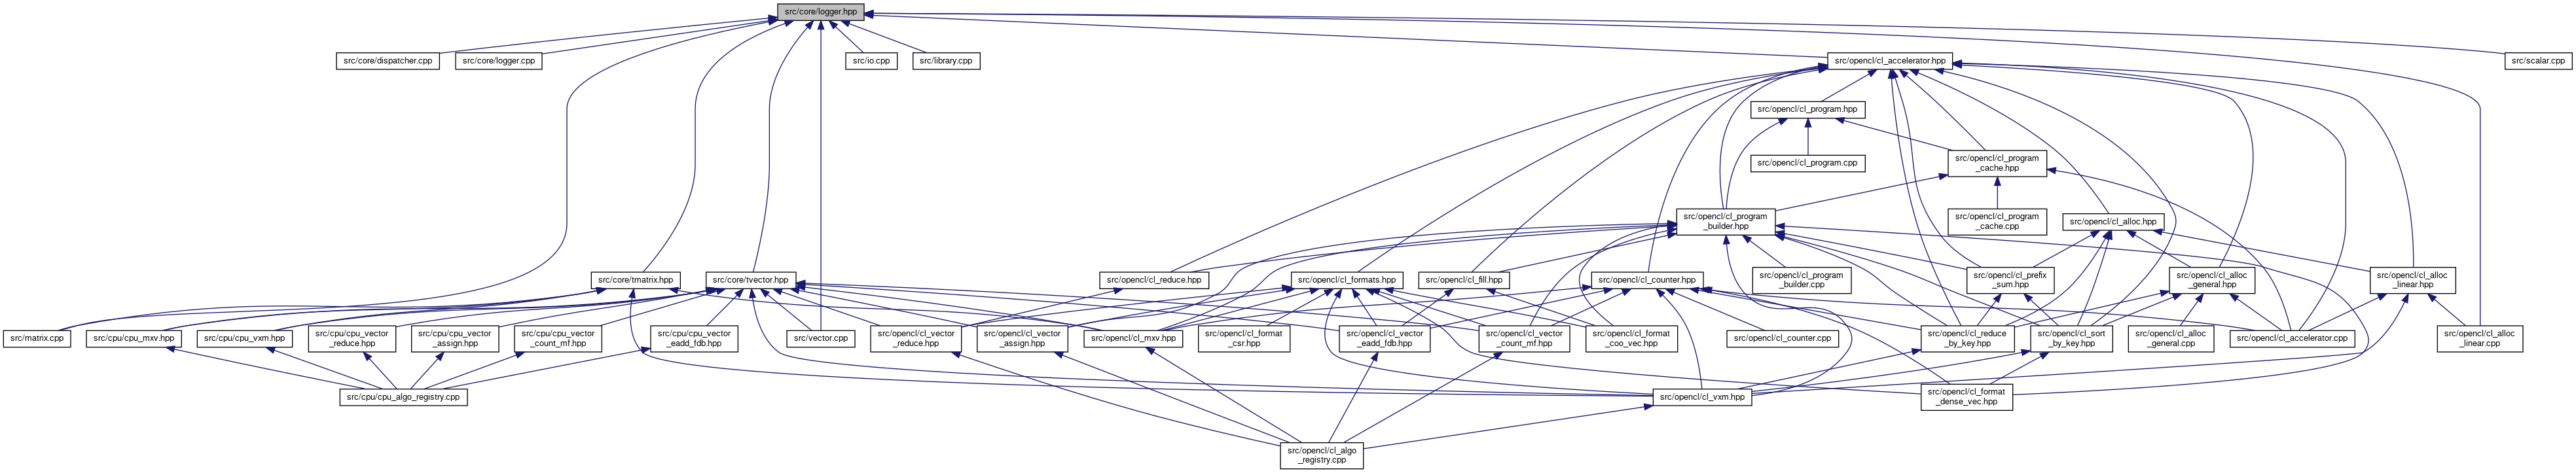 src/core/logger.hpp
src/core/dispatcher.cpp
src/core/logger.cpp
src/io.cpp
src/library.cpp
src/opencl/cl_accelerator.hpp
src/scalar.cpp
src/opencl/cl_program.hpp
src/opencl/cl_program.cpp
src/opencl/cl_program
_cache.hpp
src/opencl/cl_program
_builder.hpp
src/opencl/cl_program
_cache.cpp
src/opencl/cl_alloc.hpp
src/core/tmatrix.hpp
src/core/tvector.hpp
src/opencl/cl_reduce.hpp
src/opencl/cl_formats.hpp
src/opencl/cl_fill.hpp
src/opencl/cl_counter.hpp
src/opencl/cl_program
_builder.cpp
src/opencl/cl_prefix
_sum.hpp
src/opencl/cl_alloc
_general.hpp
src/opencl/cl_alloc
_linear.hpp
src/matrix.cpp
src/cpu/cpu_mxv.hpp
src/cpu/cpu_vxm.hpp
src/cpu/cpu_vector
_reduce.hpp
src/cpu/cpu_vector
_assign.hpp
src/cpu/cpu_vector
_count_mf.hpp
src/cpu/cpu_vector
_eadd_fdb.hpp
src/vector.cpp
src/opencl/cl_vector
_reduce.hpp
src/opencl/cl_vector
_assign.hpp
src/opencl/cl_mxv.hpp
src/opencl/cl_format
_csr.hpp
src/opencl/cl_vector
_eadd_fdb.hpp
src/opencl/cl_vector
_count_mf.hpp
src/opencl/cl_format
_coo_vec.hpp
src/opencl/cl_counter.cpp
src/opencl/cl_reduce
_by_key.hpp
src/opencl/cl_sort
_by_key.hpp
src/opencl/cl_alloc
_general.cpp
src/opencl/cl_accelerator.cpp
src/opencl/cl_alloc
_linear.cpp
src/cpu/cpu_algo_registry.cpp
src/opencl/cl_vxm.hpp
src/opencl/cl_format
_dense_vec.hpp
src/opencl/cl_algo
_registry.cpp